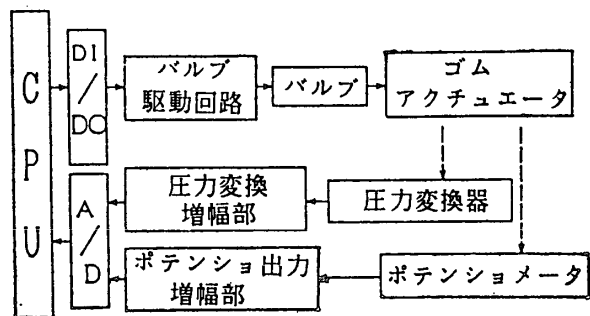 CPU
DI/DO
バルブ
駆動回路
バルブ
ゴム
アクチュエータ
A/D
圧力変換
増幅部
圧力変換器
ポテンショ出力
増幅部
ポテンショメータ